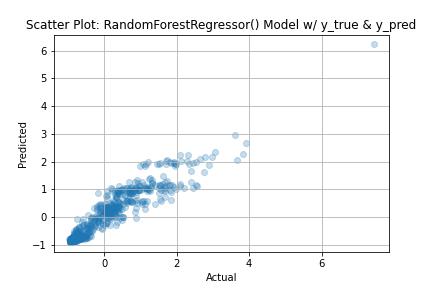 Scatter Plot: RandomForestRegressor() Model w/ y_true & y_pred
6
5
4
3
2
1
0
−1
Predicted
0 2 4 6
Actual